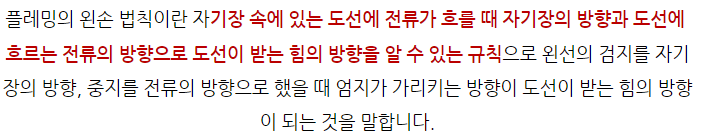 플레밍의 왼손 법칙이란 자기장 속에 있는 도선에 전류가 흐를 때 자기장의 방향과 도선에
흐르는 전류의 방향으로 도선이 받는 힘의 방향을 알 수 있는 규칙으로 왼선의 검지를 자기
장의 방향, 중지를 전류의 방향으로 했을 때 엄지가 가리키는 방향이 도선이 받는 힘의 방향
이 되는 것을 말합니다.